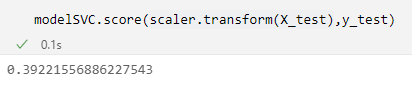 modelSVC.score(scaler.transform(X_test),y_test)
✓ 0.1s
0.39221556886227543